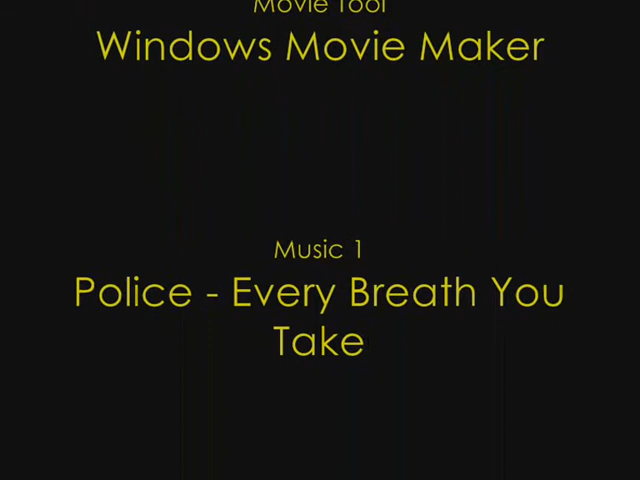 Movie Tool
Windows Movie Maker
Music 1
Police - Every Breath You
Take